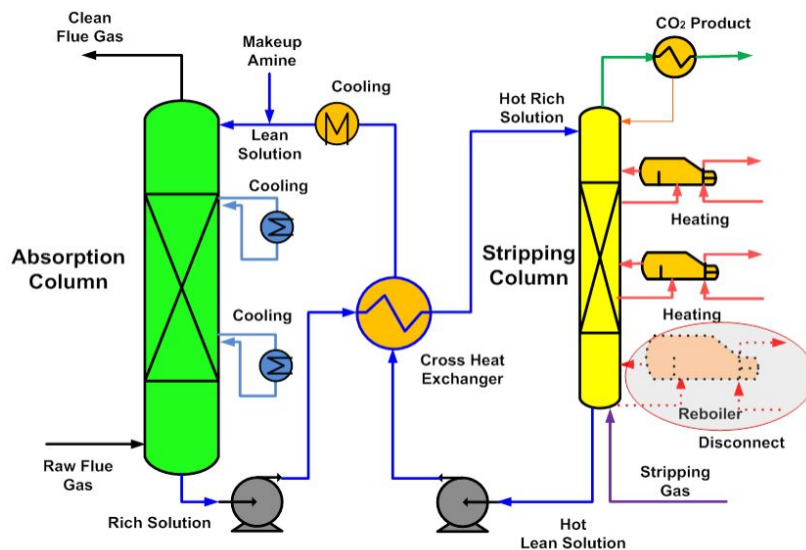 Clean
Flue Gas
Makeup
Amine
Cooling
CO₂ Product
Hot Rich
Solution
Lean
Solution
Cooling
Heating
Absorption
Column
Stripping
Column
Cooling
Heating
Cross Heat
Exchanger
Reboiler
Disconnect
Raw Flue
Gas
Stripping
Gas
Rich Solution
Hot
Lean Solution